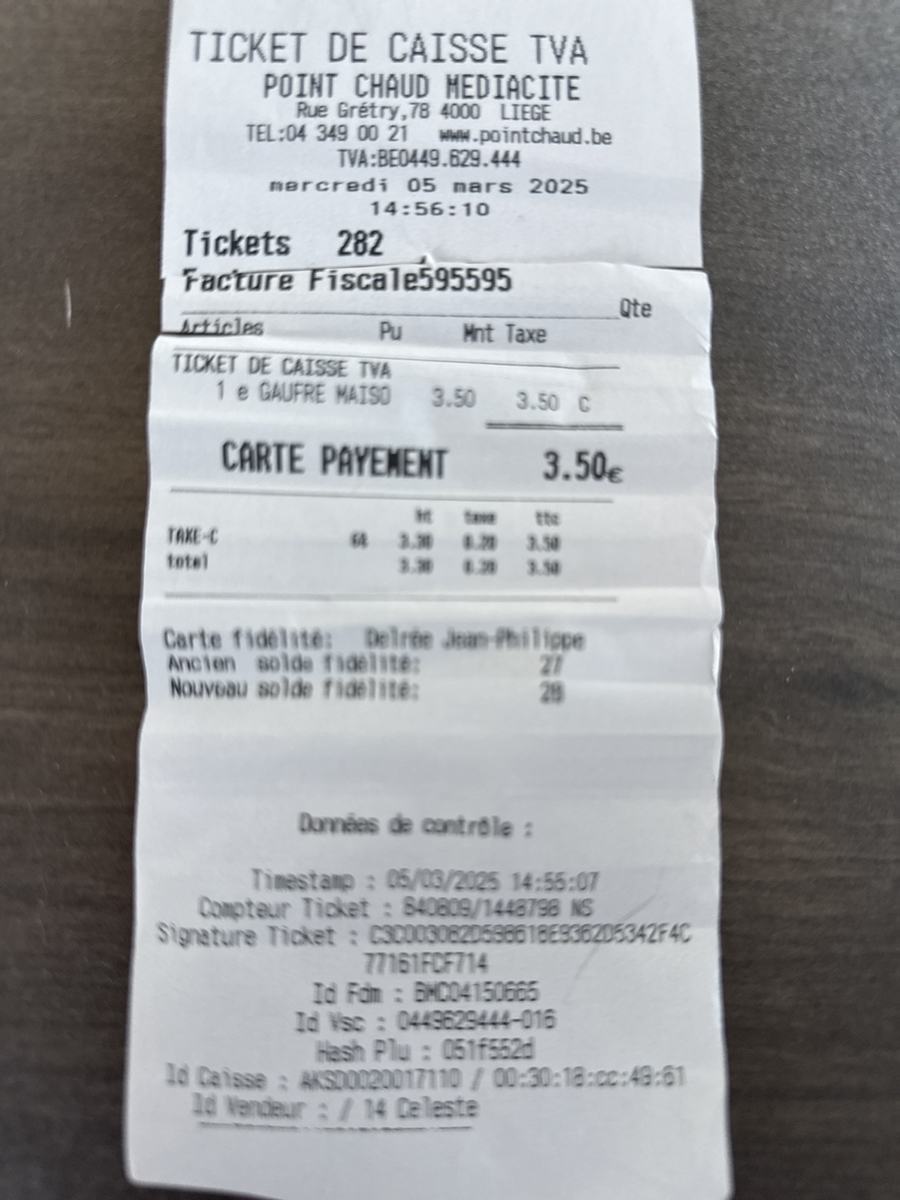 TICKET DE CAISSE TVA
POINT CHAUD MEDIACITE
Rue Grétry,78 4000 LIEGE
TEL:04 349 00 21 www.pointchaud.be
TVA:BE0449.629.444
mercredi 05 mars 2025
14:56:10
Tickets 282
Facture Fiscale595595
Qte
Articles Pu Mnt Taxe
TICKET DE CAISSE TVA
1 e GAUFRE MAISO 3.50 3.50 C
CARTE PAYEMENT 3.50€
ht taxe ttc
TAXE-C 3.30 0.20 3.50
total 3.30 0.20 3.50
Carte fidélité: Delrée Jean-Philippe
Ancien solde fidélité: 27
Nouveau solde fidélité: 28
Données de contrôle :
Timestamp : 05/03/2025 14:55:07
Compteur Ticket : 840809/1448798 NS
Signature Ticket :
77161FCF714
Id Fdm : BMC04150665
Id Vsc : 0449629444-016
Hash Plu : 051f552d
Id Caisse : AKSD0020017110 / 00:30:18:cc:49:61
Id Vendeur : / 14 Celeste